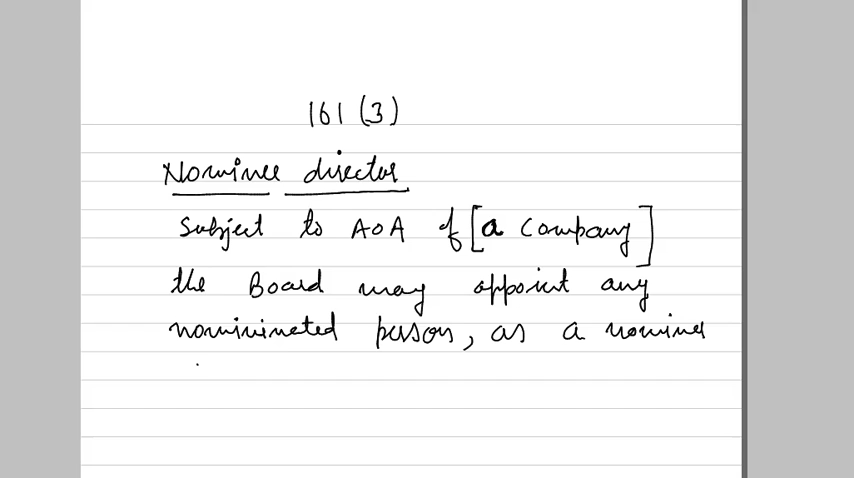 161 (3)
Nominee director
Subject to AOA of [a Company]
the Board may appoint any
nomininated person, as a nominee